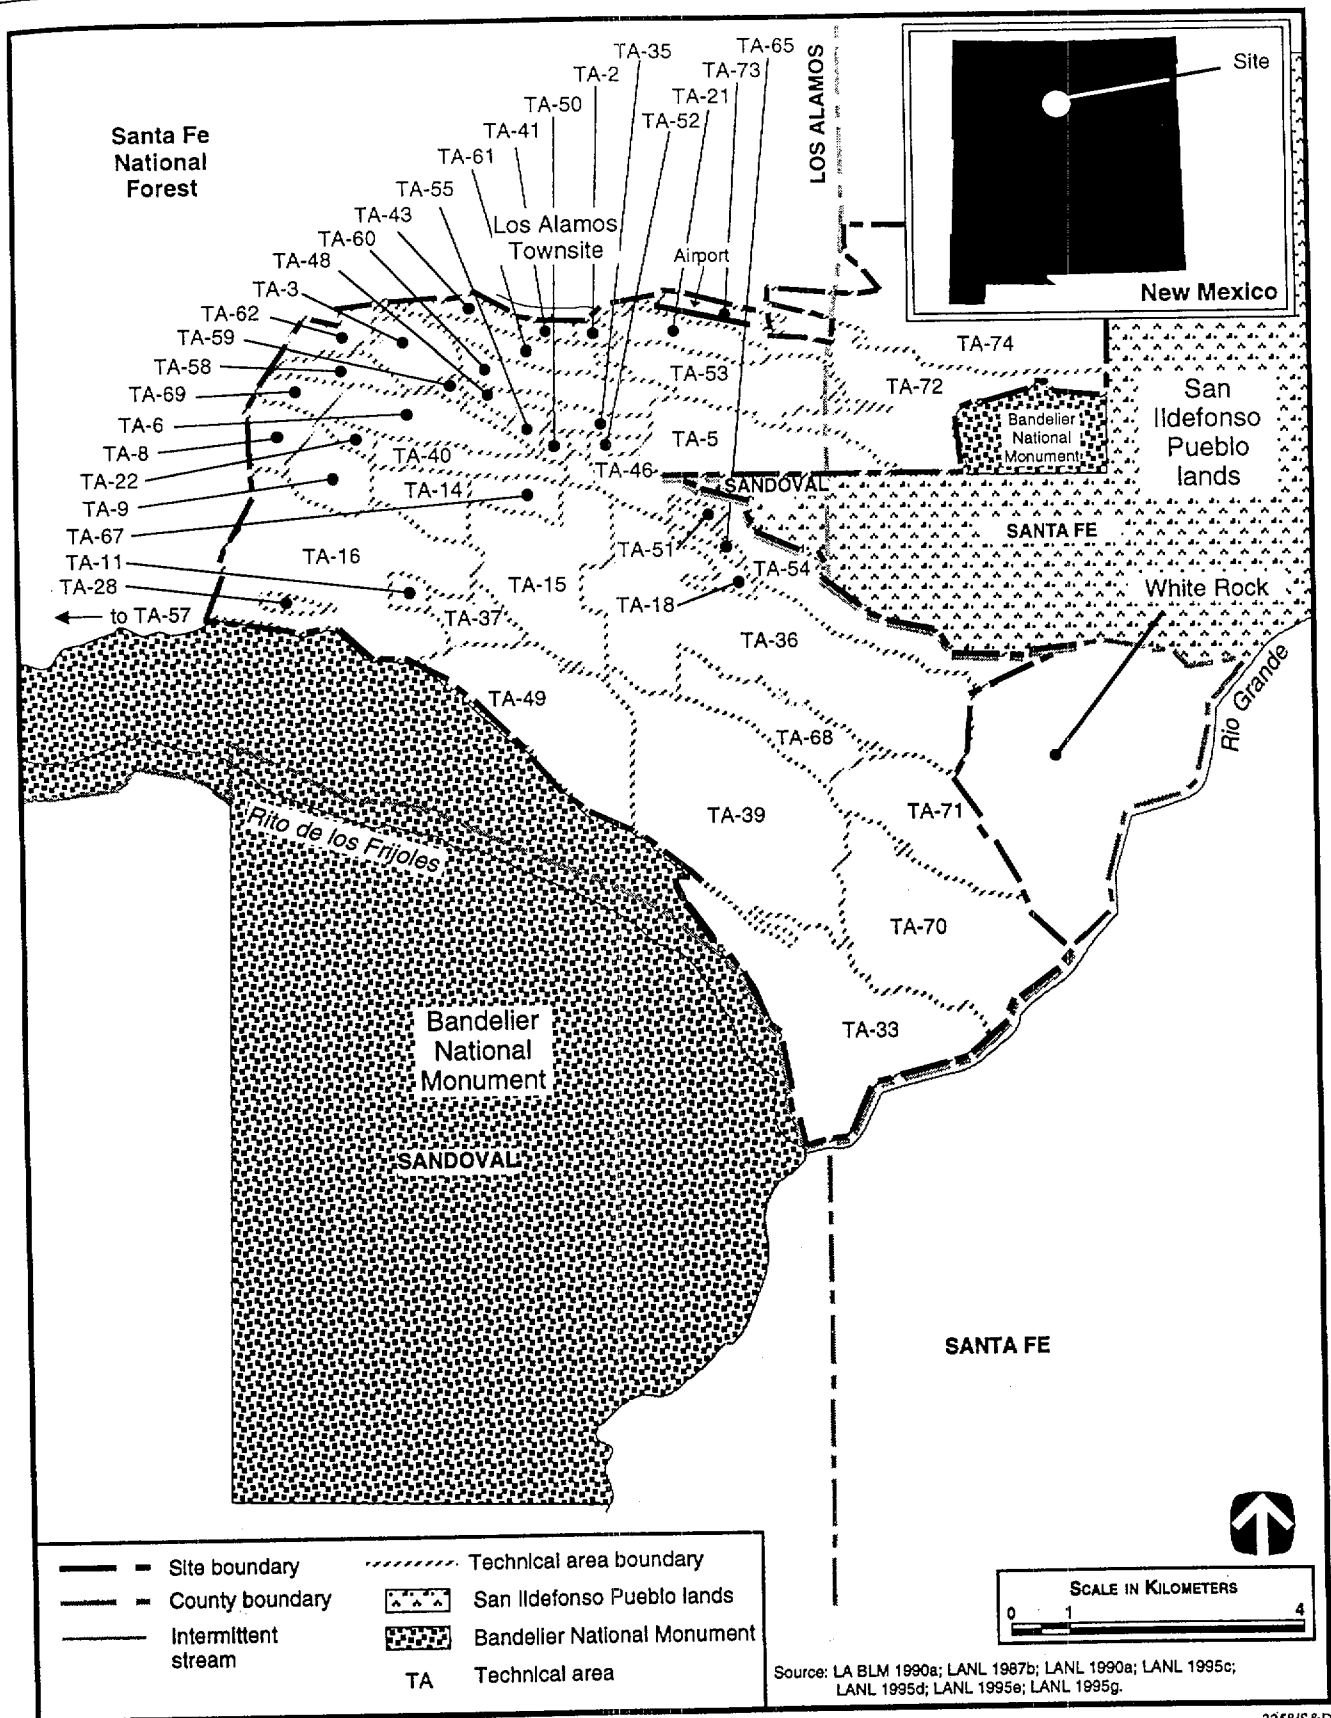 TA-35
TA-65
TA-2
TA-73
TA-50
TA-21
TA-41
TA-52
TA-61
TA-55
TA-43
TA-60
TA-48
TA-3
TA-62
TA-59
TA-58
TA-69
TA-6
TA-8
TA-22
TA-9
TA-67
TA-11
TA-28
to TA-57
Santa Fe
National
Forest
Los Alamos
Townsite
Airport
LOS ALAMOS
Site
New Mexico
TA-74
TA-53
TA-72
TA-5
TA-40
TA-46
TA-14
Bandelier
National
Monument
San
Ildefonso
Pueblo
lands
SANDOVAL
SANTA FE
TA-16
TA-51
TA-54
TA-15
TA-18
TA-37
TA-36
White Rock
Rio Grande
TA-49
TA-68
TA-39
TA-71
Rito de los Frijoles
TA-70
TA-33
Bandelier
National
Monument
SANDOVAL
SANTA FE
Site boundary
County boundary
Intermittent
stream
Technical area boundary
San Ildefonso Pueblo lands
Bandelier National Monument
TA Technical area
SCALE IN KILOMETERS
0 1 4
Source: LA BLM 1990a; LANL 1987b; LANL 1990a; LANL 1995c;
LANL 1995d; LANL 1995e; LANL 1995g.